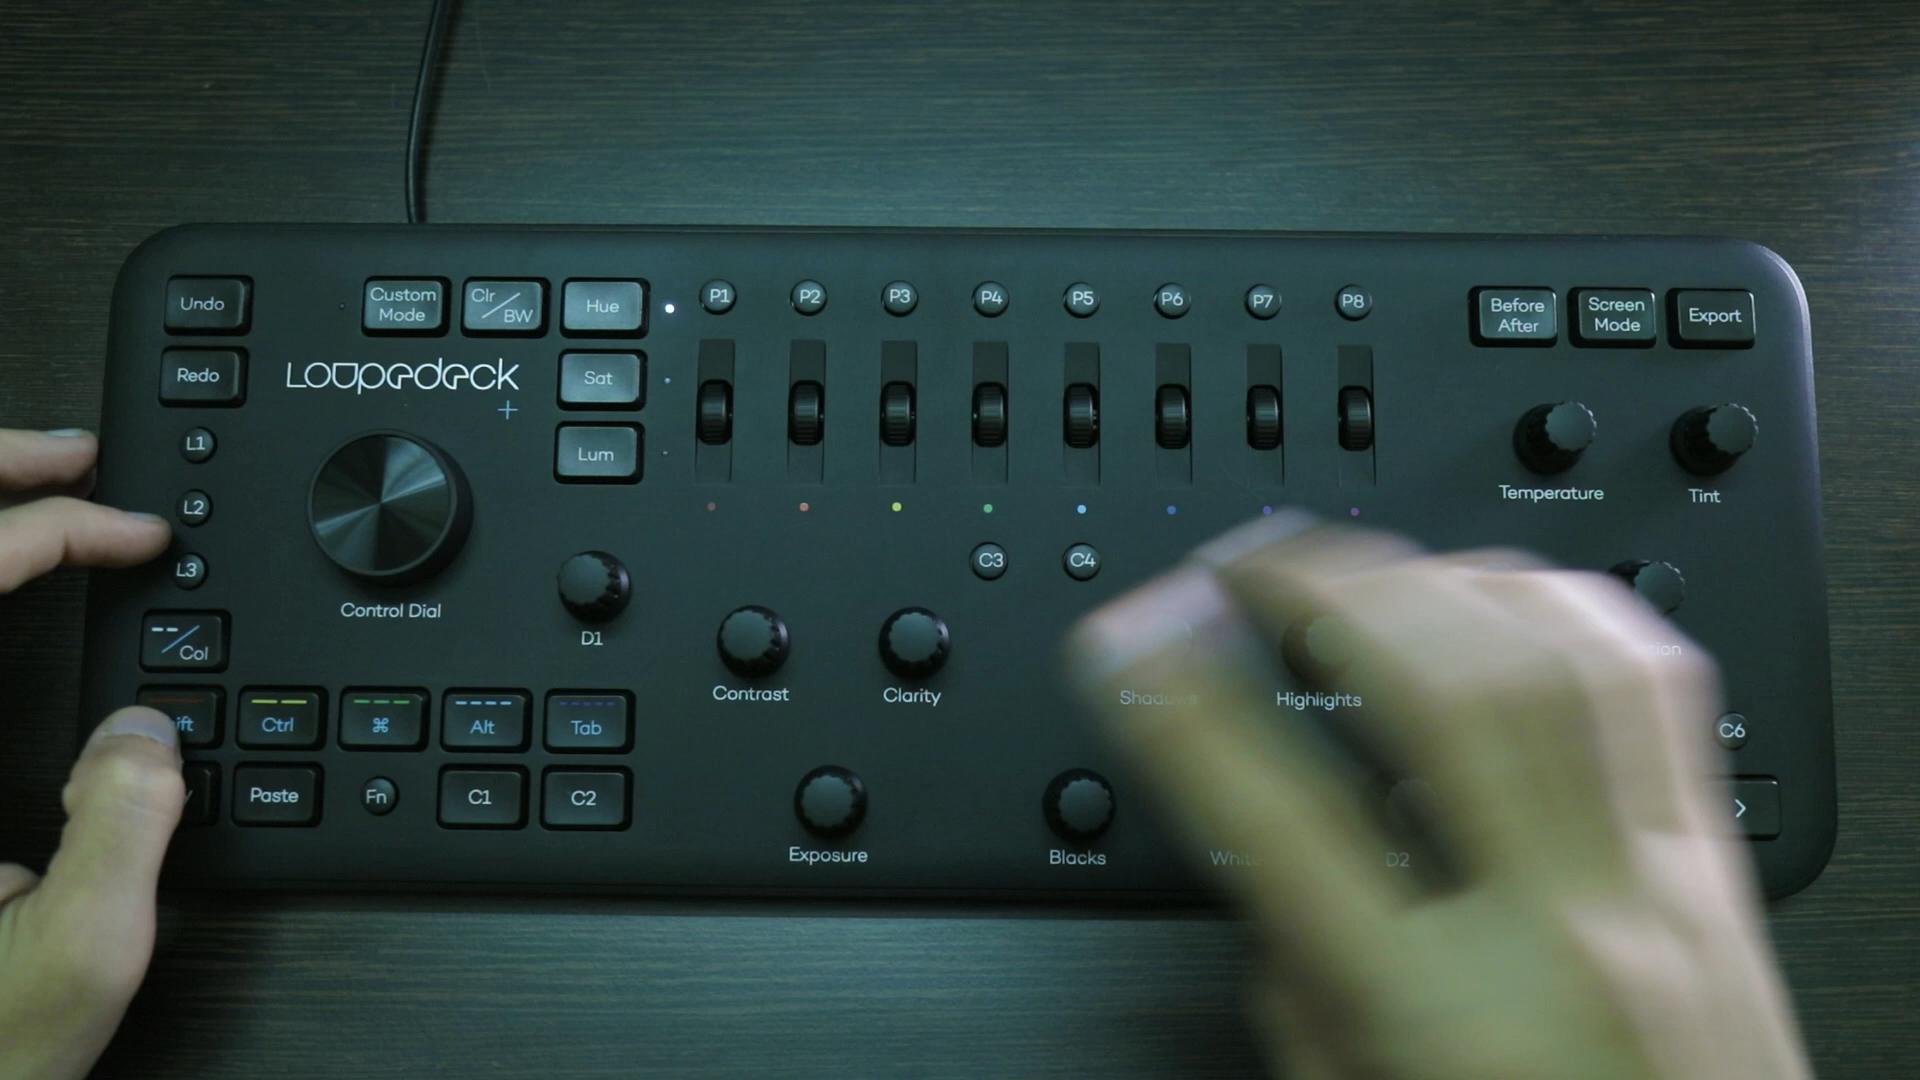 Undo
Custom
Mode
Clr
BW
Hue
P1
P2
P3
P4
P5
P6
P7
P8
Before
After
Screen
Mode
Export
Redo
Loupedeck
+
Sat
L1
Lum
Temperature
Tint
L2
L3
C3
C4
Control Dial
D1
Col
Contrast
Clarity
Shadows
Highlights
Ctrl
⌘
Alt
Tab
C6
Paste
Fn
C1
C2
>
Exposure
Blacks
D2